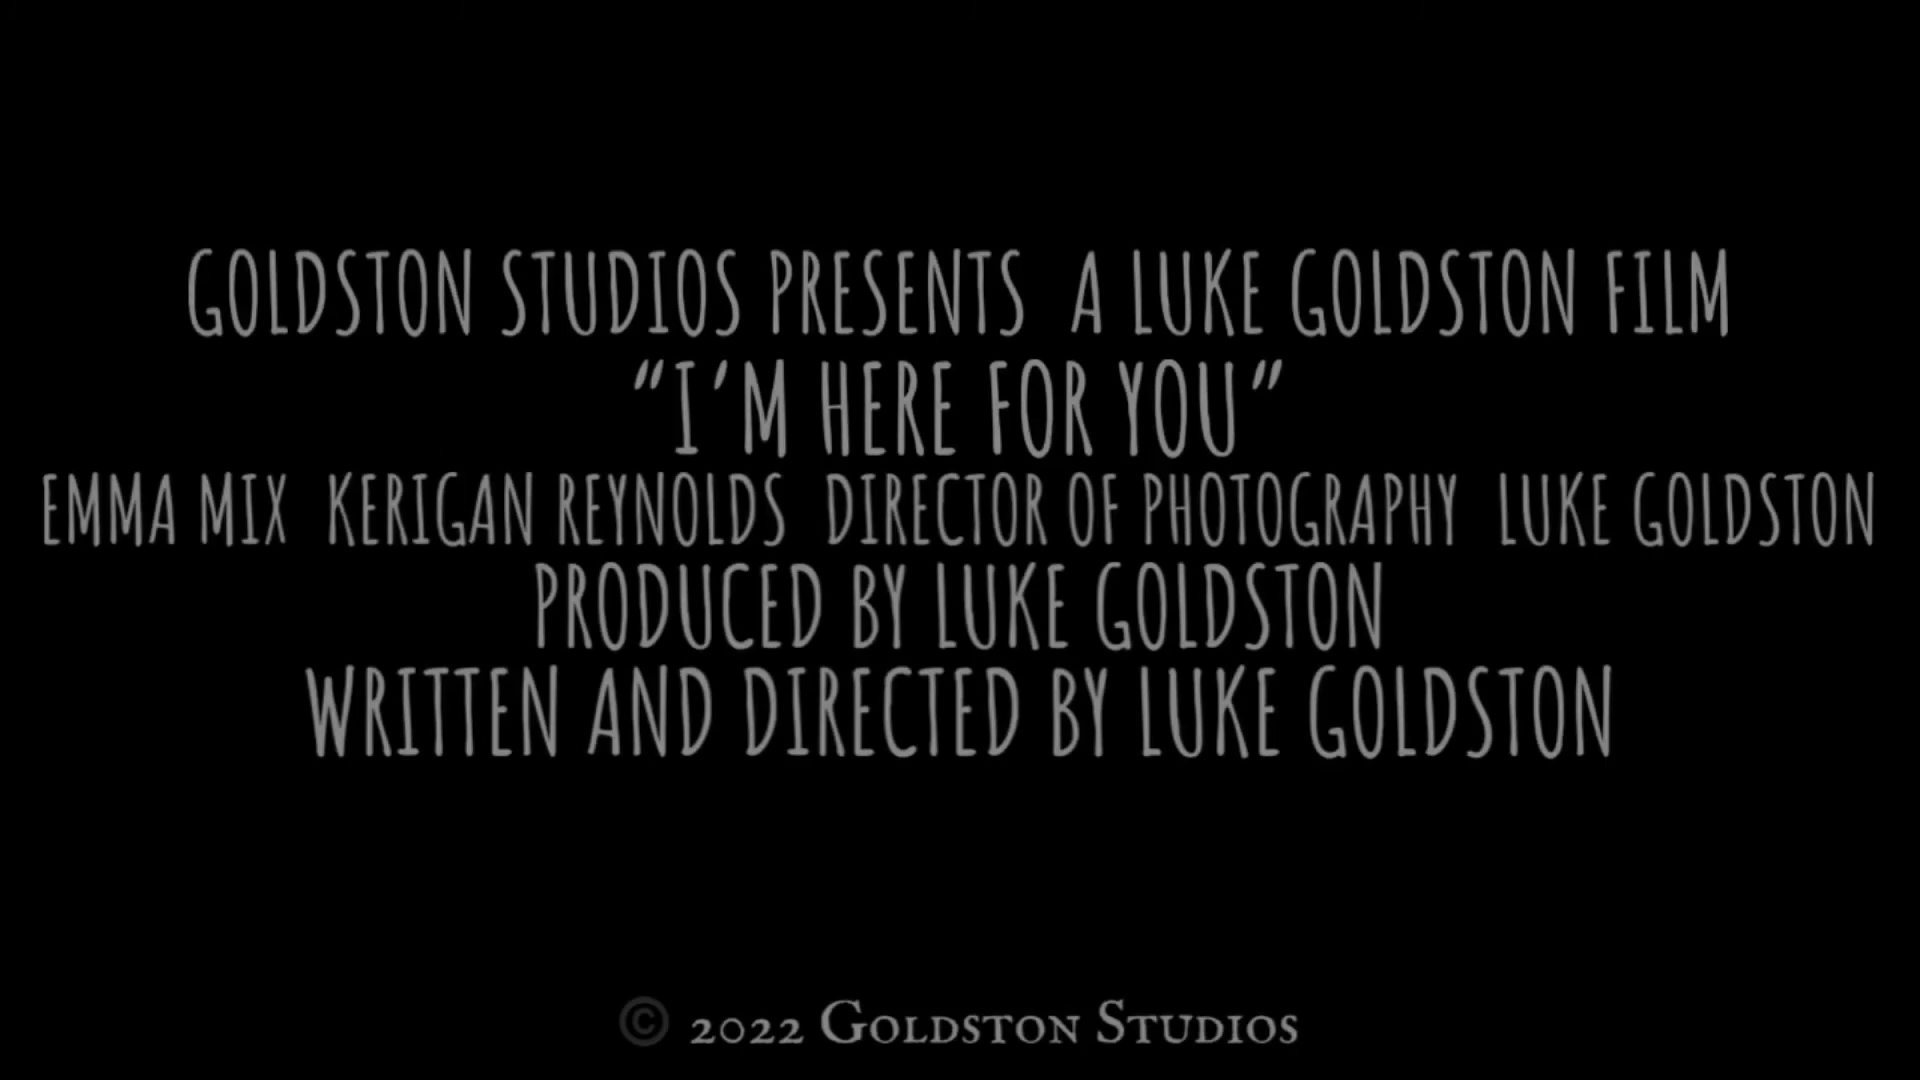 GOLDSTON STUDIOS PRESENTS A LUKE GOLDSTON FILM
“I’M HERE FOR YOU”
EMMA MIX KERIGAN REYNOLDS DIRECTOR OF PHOTOGRAPHY LUKE GOLDSTON
PRODUCED BY LUKE GOLDSTON
WRITTEN AND DIRECTED BY LUKE GOLDSTON
© 2022 GOLDSTON STUDIOS